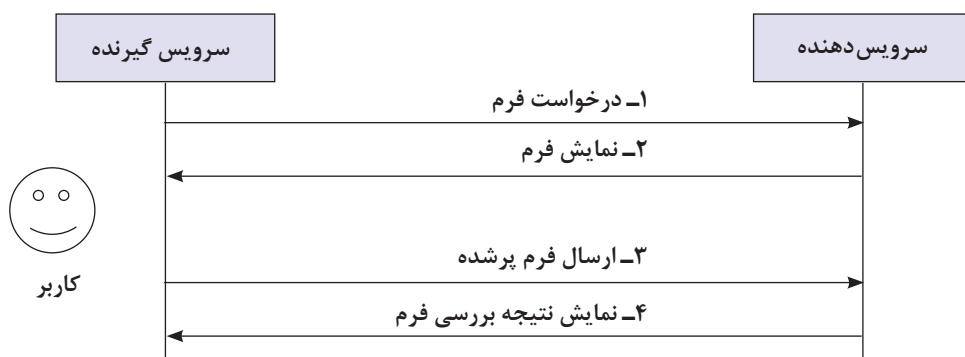 سرویس‌دهنده
سرویس گیرنده
۱ـ درخواست فرم
۲ـ نمایش فرم
۳ـ ارسال فرم پرشده
کاربر
۴ـ نمایش نتیجه بررسی فرم